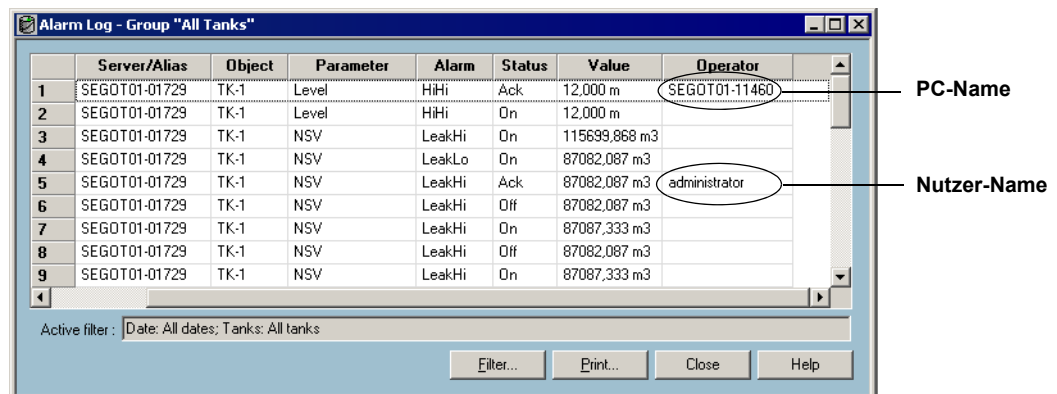 Alarm Log - Group "All Tanks"
Server/Alias Object Parameter Alarm Status Value Operator
1 SEGOT01-01729 TK-1 Level HiHi Ack 12,000 m SEGOT01-11460
PC-Name
2 SEGOT01-01729 TK-1 Level HiHi On 12,000 m
3 SEGOT01-01729 TK-1 NSV LeakHi On 115699,868 m3
4 SEGOT01-01729 TK-1 NSV LeakLo On 87082,087 m3
5 SEGOT01-01729 TK-1 NSV LeakHi Ack 87082,087 m3 administrator
Nutzer-Name
6 SEGOT01-01729 TK-1 NSV LeakHi Off 87082,087 m3
7 SEGOT01-01729 TK-1 NSV LeakHi On 87087,333 m3
8 SEGOT01-01729 TK-1 NSV LeakHi Off 87082,087 m3
9 SEGOT01-01729 TK-1 NSV LeakHi On 87087,333 m3
Active filter : Date: All dates; Tanks: All tanks
Filter... Print... Close Help